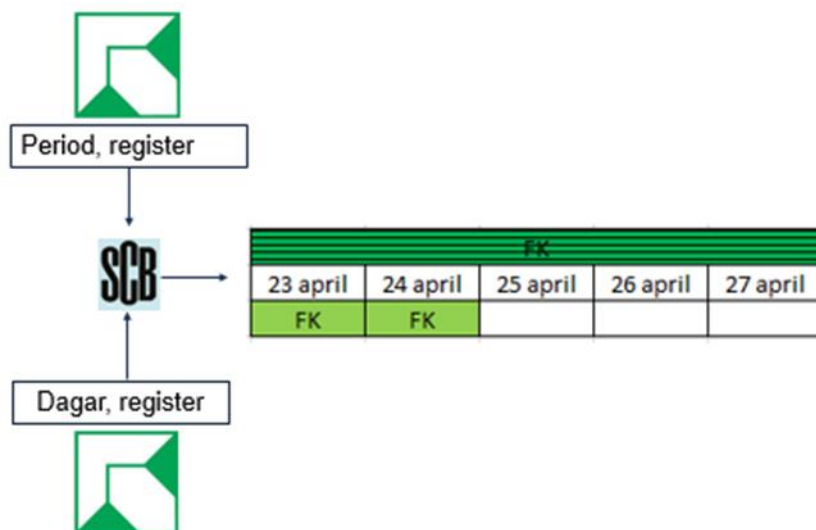 Period, register
SCB
FK
23 april 24 april 25 april 26 april 27 april
FK FK
Dagar, register